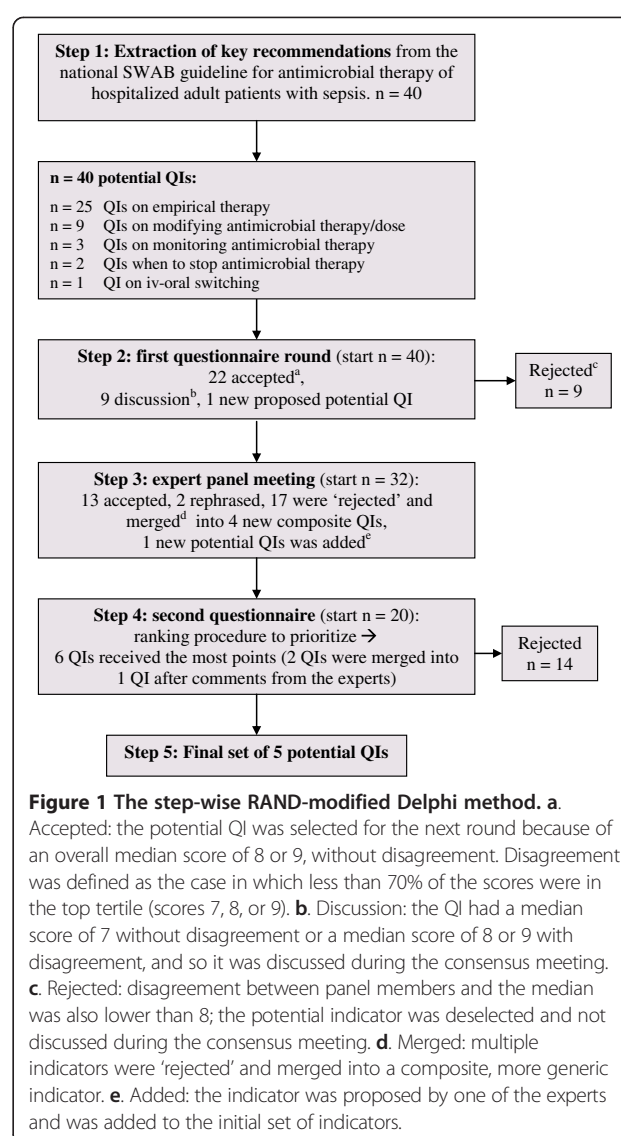 Step 1: Extraction of key recommendations from the
national SWAB guideline for antimicrobial therapy of
hospitalized adult patients with sepsis. n = 40
n = 40 potential QIs:
n = 25 QIs on empirical therapy
n = 9 QIs on modifying antimicrobial therapy/dose
n = 3 QIs on monitoring antimicrobial therapy
n = 2 QIs when to stop antimicrobial therapy
n = 1 QI on iv-oral switching
Step 2: first questionnaire round (start n = 40):
22 accepteda,
9 discussionb, 1 new proposed potential QI
Rejectedc
n = 9
Step 3: expert panel meeting (start n = 32):
13 accepted, 2 rephrased, 17 were ‘rejected’ and
mergedd into 4 new composite QIs,
1 new potential QIs was addede
Step 4: second questionnaire (start n = 20):
ranking procedure to prioritize →
6 QIs received the most points (2 QIs were merged into
1 QI after comments from the experts)
Rejected
n = 14
Step 5: Final set of 5 potential QIs
Figure 1 The step-wise RAND-modified Delphi method. a.
Accepted: the potential QI was selected for the next round because of
an overall median score of 8 or 9, without disagreement. Disagreement
was defined as the case in which less than 70% of the scores were in
the top tertile (scores 7, 8, or 9). b. Discussion: the QI had a median
score of 7 without disagreement or a median score of 8 or 9 with
disagreement, and so it was discussed during the consensus meeting.
c. Rejected: disagreement between panel members and the median
was also lower than 8; the potential indicator was deselected and not
discussed during the consensus meeting. d. Merged: multiple
indicators were ‘rejected’ and merged into a composite, more generic
indicator. e. Added: the indicator was proposed by one of the experts
and was added to the initial set of indicators.